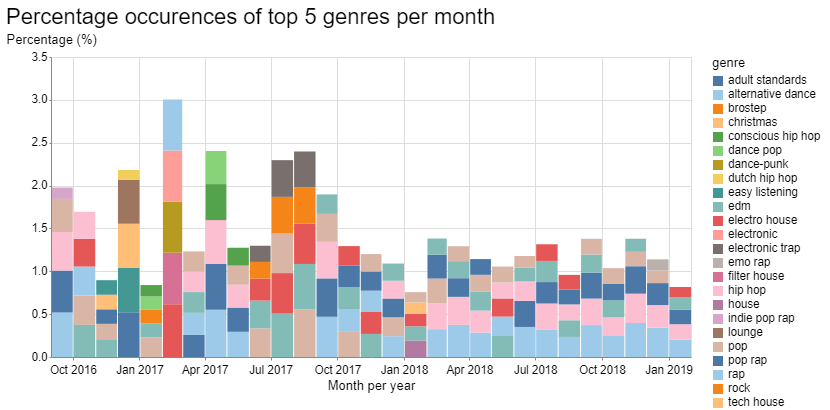 Percentage occurences of top 5 genres per month
Percentage (%)
3.5
3.0
2.5
2.0
1.5
1.0
0.5
0.0
Oct 2016 Jan 2017 Apr 2017 Jul 2017 Oct 2017 Jan 2018 Apr 2018 Jul 2018 Oct 2018 Jan 2019
Month per year
genre
adult standards
alternative dance
brostep
christmas
conscious hip hop
dance pop
dance-punk
dutch hip hop
easy listening
edm
electro house
electronic
electronic trap
emo rap
filter house
hip hop
house
indie pop rap
lounge
pop
pop rap
rap
rock
tech house